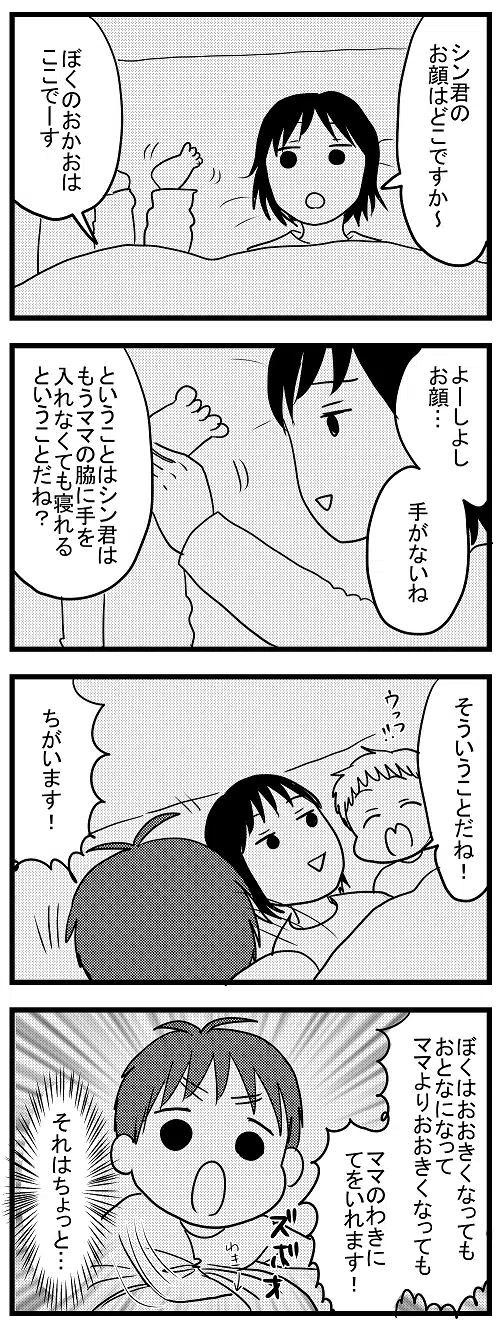 シン君の
お顔はどこですか～
ぼくのおかおは
ここでーす
よーしよし
お顔…
手がないね
ということはシン君は
もうママの脇に手を
入れなくても寝れる
ということだね？
そういうことだね！
ウッフ!!
ちがいます！
ぼくはおおきくなっても
おとなになって
ママよりおおきくなっても
ママのわきに
てをいれます！
ズボォ
わき
それはちょっと…